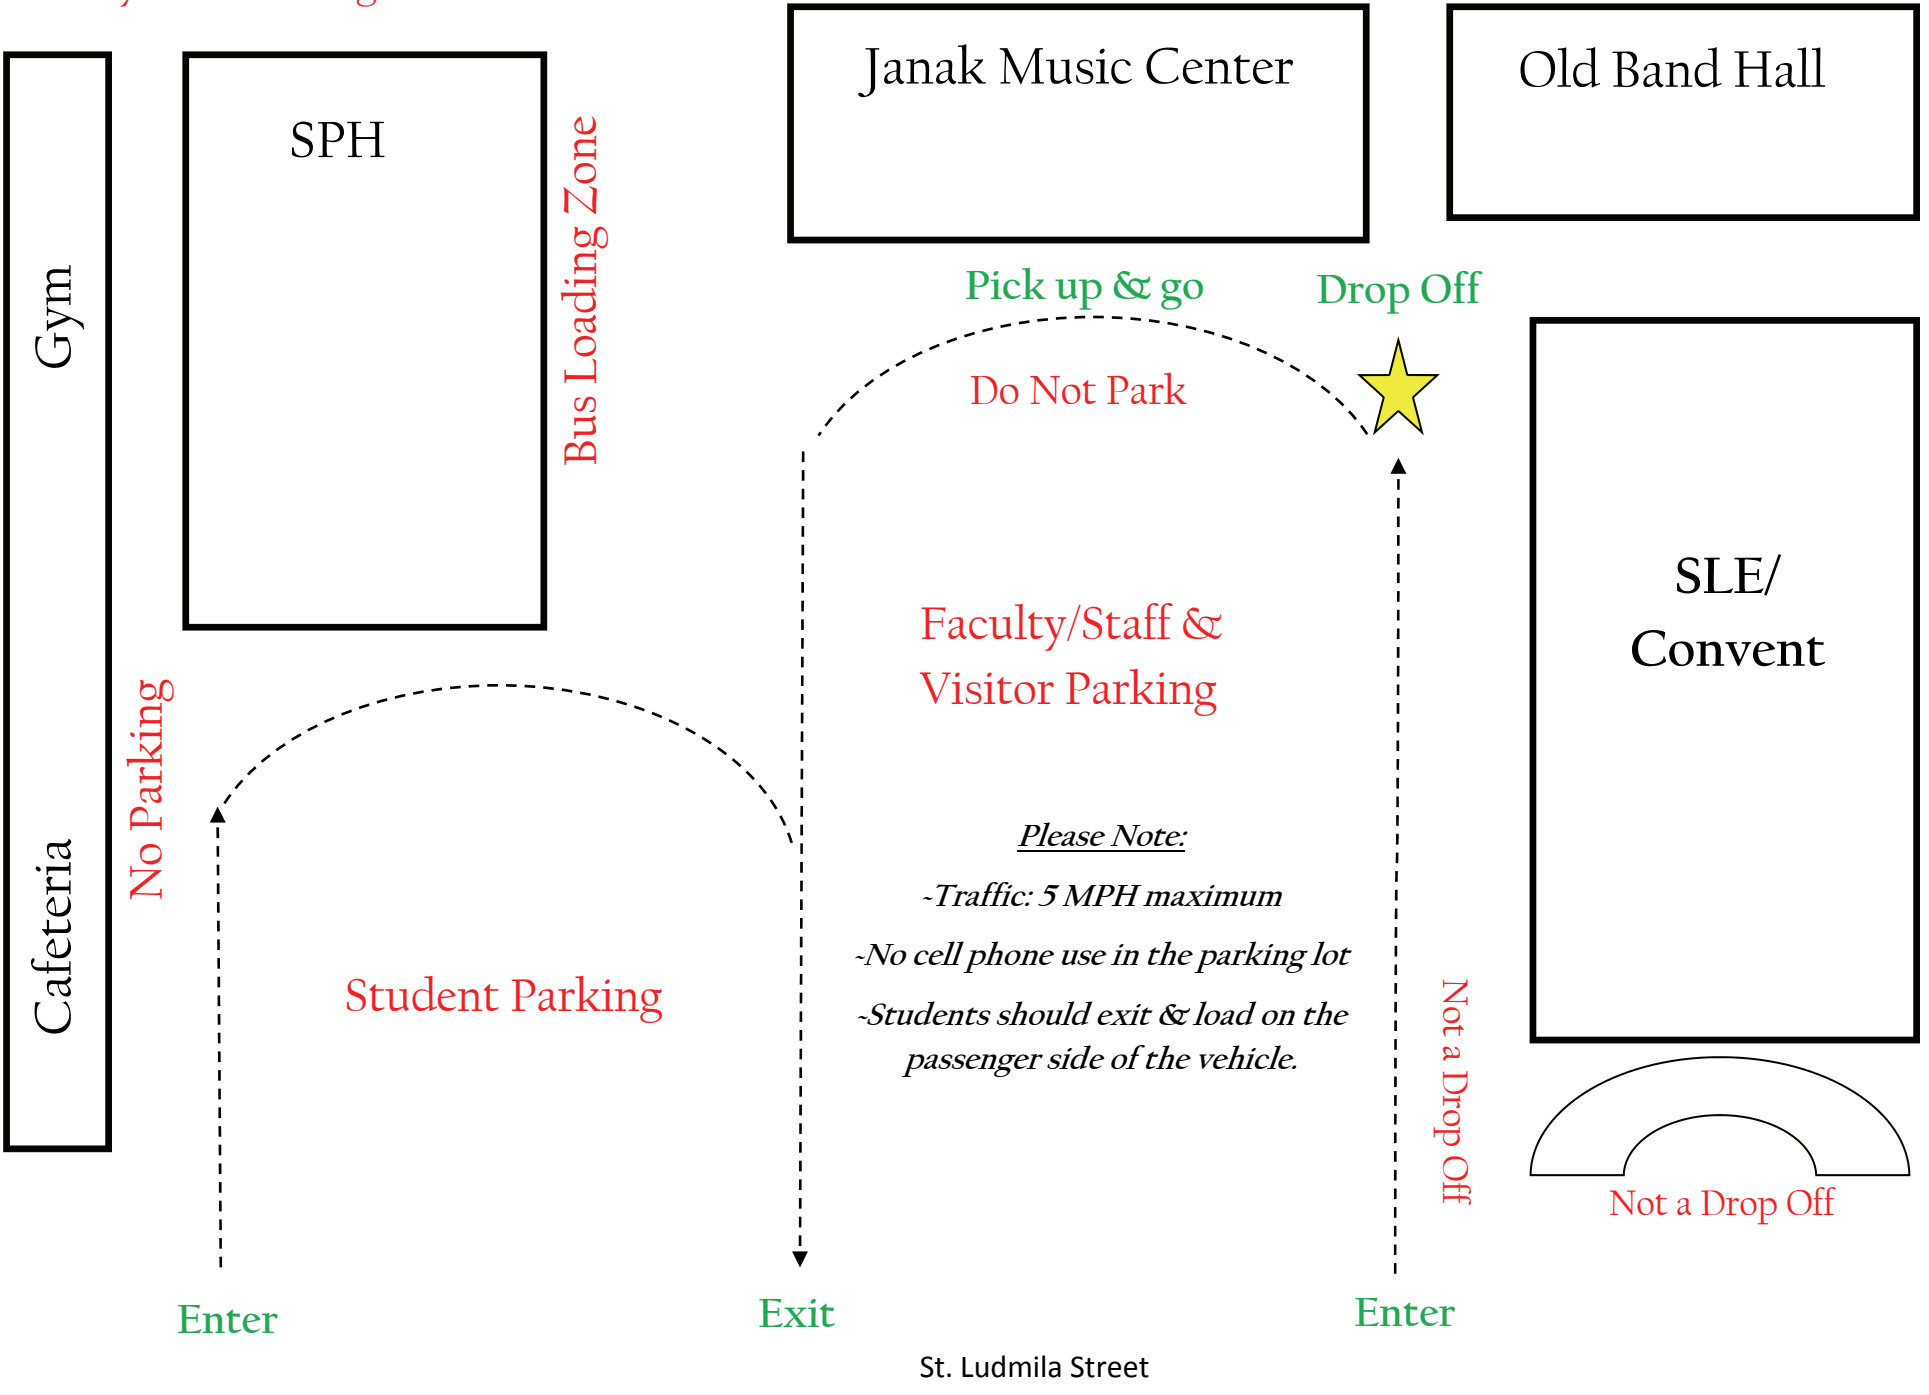 Janak Music Center
Old Band Hall
SPH
Bus Loading Zone
Gym
Pick up & go
Drop Off
Do Not Park
SLE/
Convent
Faculty/Staff &
Visitor Parking
No Parking
Cafeteria
Please Note:
~Traffic: 5 MPH maximum
~No cell phone use in the parking lot
~Students should exit & load on the
passenger side of the vehicle.
Student Parking
Not a Drop Off
Not a Drop Off
Enter
Exit
Enter
St. Ludmila Street